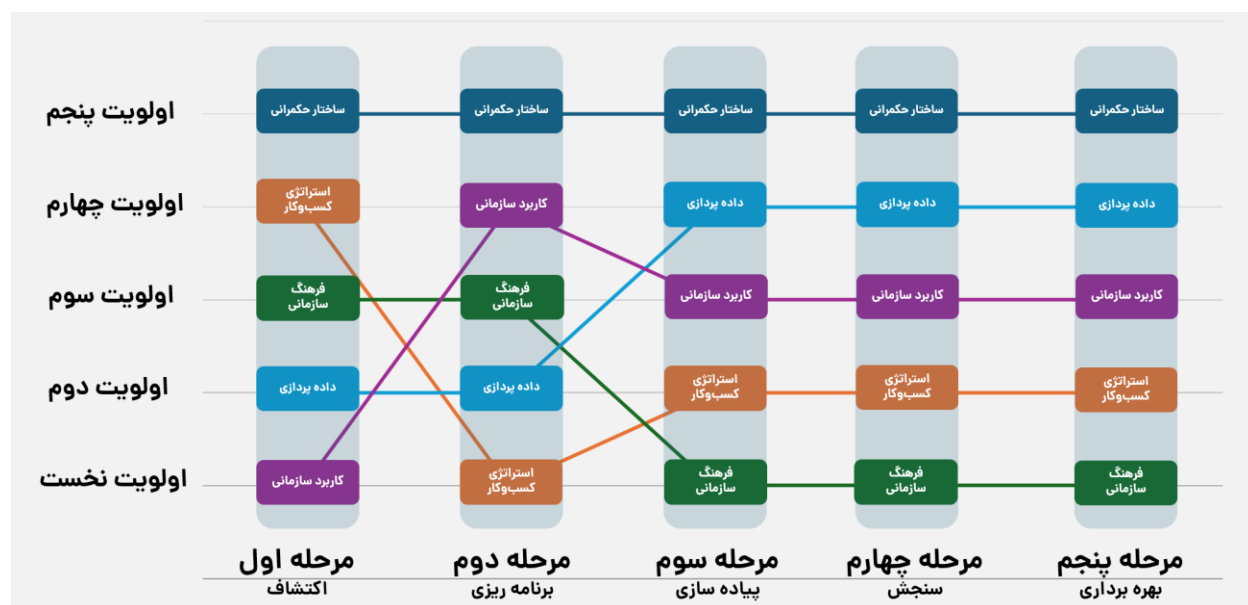 اولویت پنجم
ساختار حکمرانی
ساختار حکمرانی
ساختار حکمرانی
ساختار حکمرانی
ساختار حکمرانی
اولویت چهارم
استراتژی
کسب‌وکار
کاربرد سازمانی
داده پردازی
داده پردازی
داده پردازی
اولویت سوم
فرهنگ
سازمانی
فرهنگ
سازمانی
کاربرد سازمانی
کاربرد سازمانی
کاربرد سازمانی
اولویت دوم
داده پردازی
داده پردازی
استراتژی
کسب‌وکار
استراتژی
کسب‌وکار
استراتژی
کسب‌وکار
اولویت نخست
کاربرد سازمانی
استراتژی
کسب‌وکار
فرهنگ
سازمانی
فرهنگ
سازمانی
فرهنگ
سازمانی
مرحله اول
اکتشاف
مرحله دوم
برنامه ریزی
مرحله سوم
پیاده سازی
مرحله چهارم
سنجش
مرحله پنجم
بهره برداری